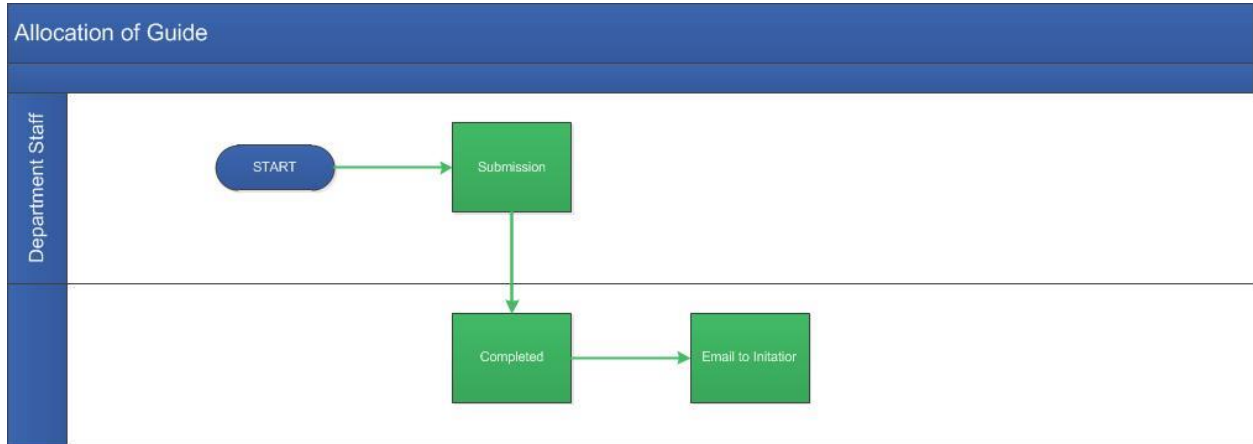 Allocation of Guide
Department Staff
START
Submission
Completed
Email to Initatior